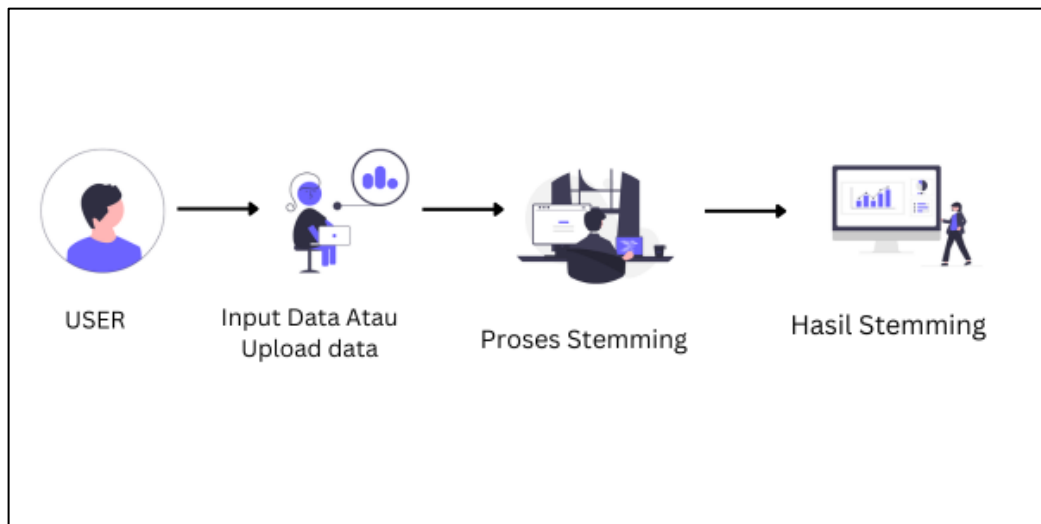 USER
Input Data Atau
Upload data
Proses Stemming
Hasil Stemming